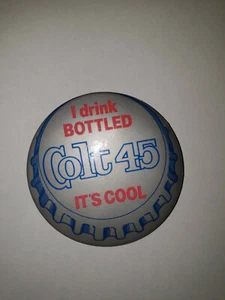 I drink
BOTTLED
Colt 45
IT'S COOL